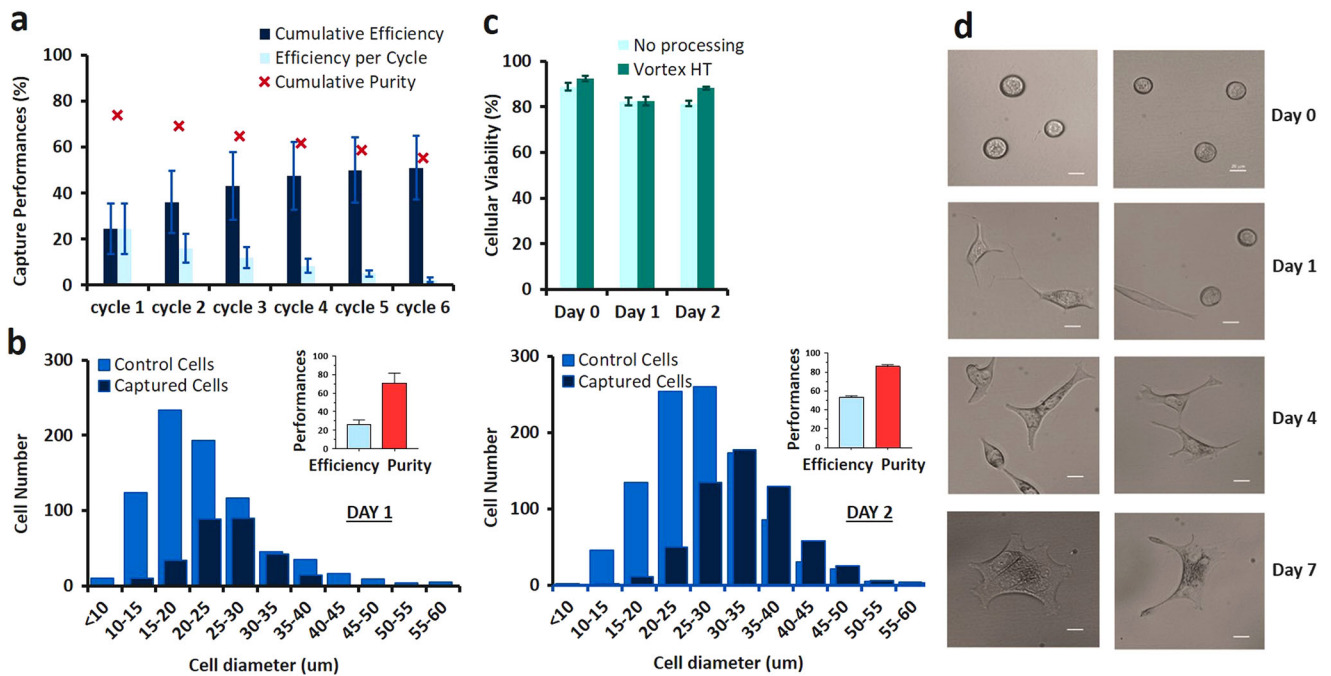 a
Cumulative Efficiency
Efficiency per Cycle
Cumulative Purity
Capture Performances (%)
100
80
60
40
20
0
cycle 1 cycle 2 cycle 3 cycle 4 cycle 5 cycle 6
c
No processing
Vortex HT
Cellular Viability (%)
100
80
60
40
20
0
Day 0 Day 1 Day 2
d
Day 0
Day 1
Day 4
Day 7
b
Control Cells
Captured Cells
Cell Number
300
200
100
0
<10 10-15 15-20 20-25 25-30 30-35 35-40 40-45 45-50 50-55 55-60
Cell diameter (um)
Performances
100
80
60
40
20
0
Efficiency Purity
DAY 1
Control Cells
Captured Cells
Cell Number
300
200
100
0
<10 10-15 15-20 20-25 25-30 30-35 35-40 40-45 45-50 50-55 55-60
Cell diameter (um)
Performances
100
80
60
40
20
0
Efficiency Purity
DAY 2